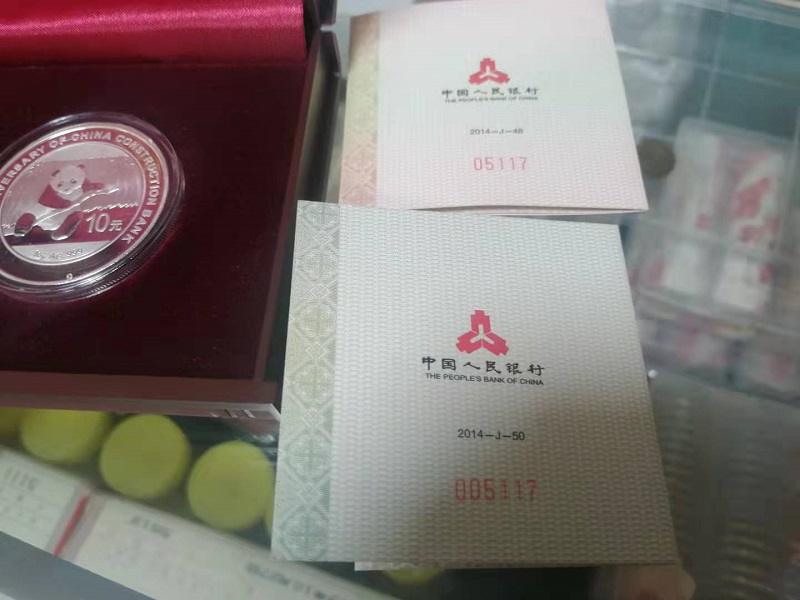 VERSARY OF CHINA CONSTRUCTION BANK
10元
中国人民银行
THE PEOPLE'S BANK OF CHINA
2014-J-48
05117
中国人民银行
THE PEOPLE'S BANK OF CHINA
2014-J-50
005117